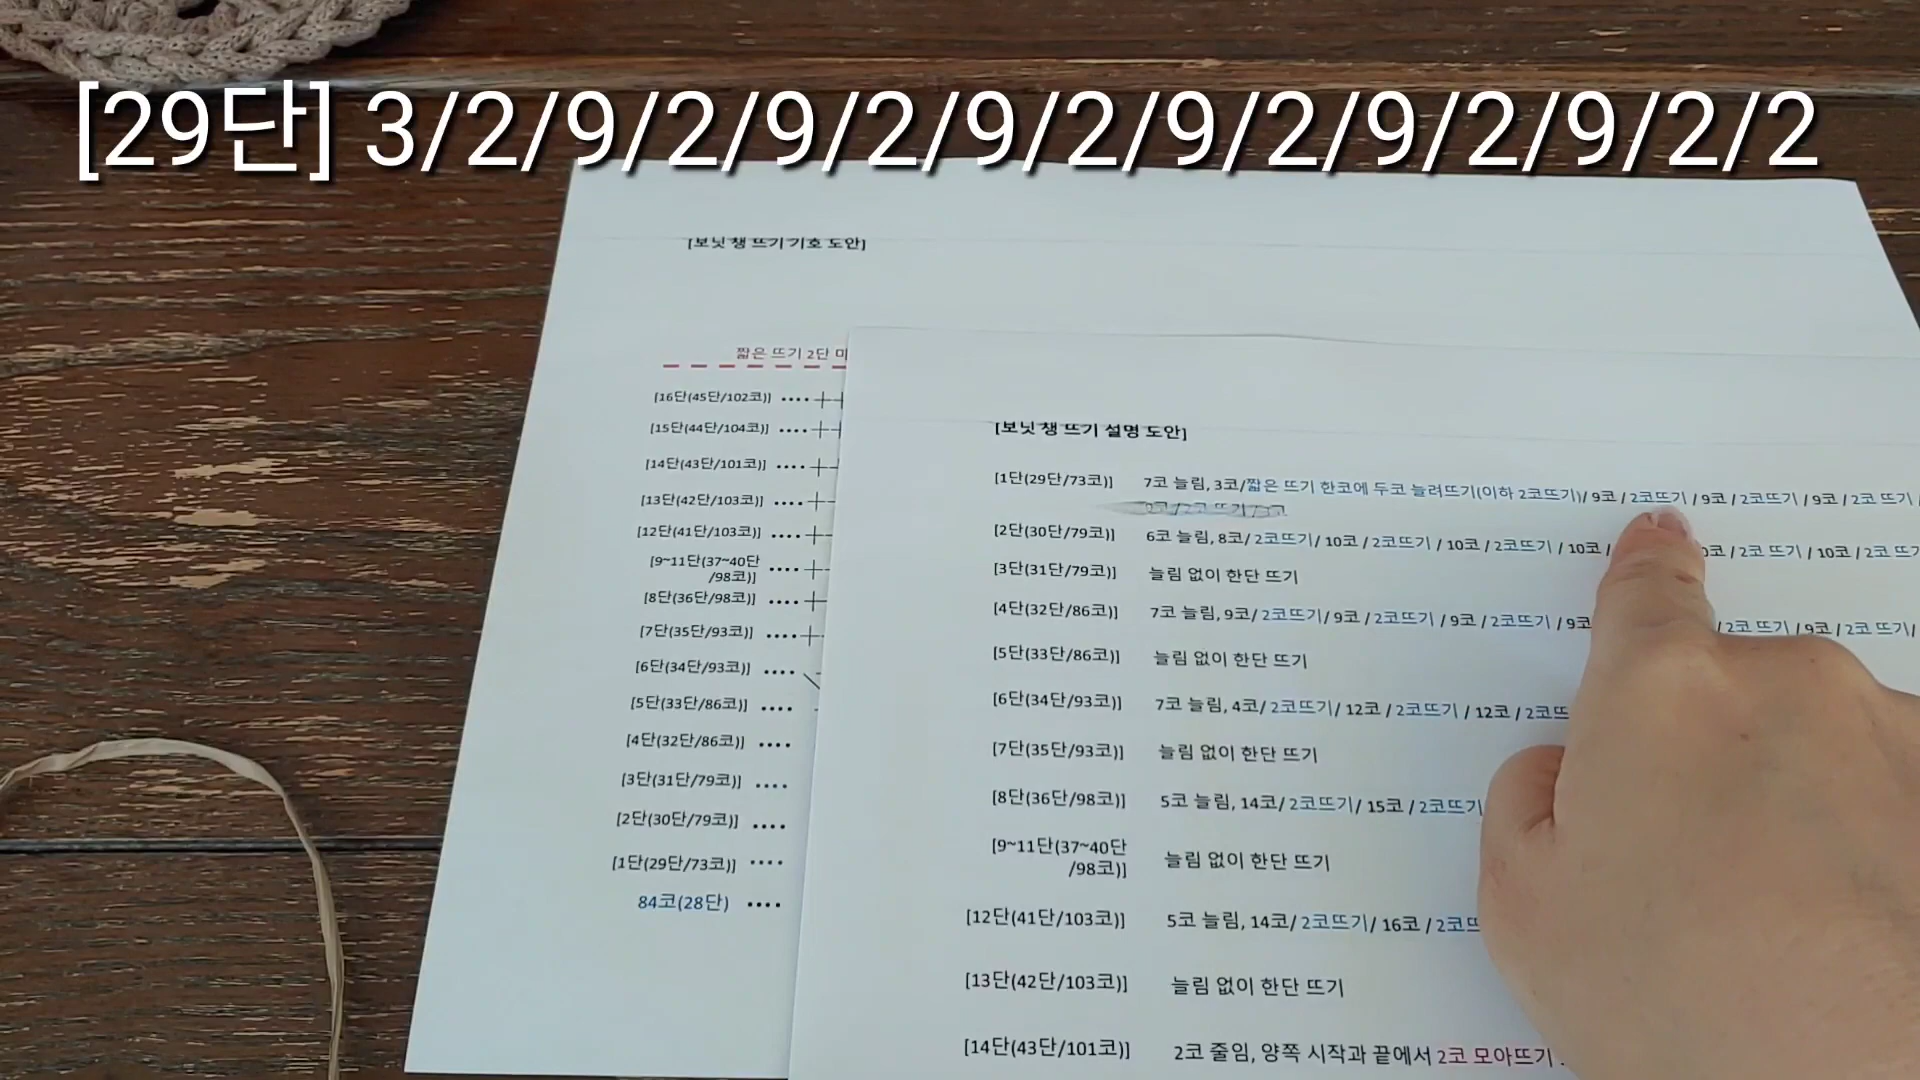 [29단] 3/2/9/2/9/2/9/2/9/2/9/2/9/2/2
[보닛 챙 뜨기 기호 도안]
짧은 뜨기 2단 마
[16단(45단/102코)]
[15단(44단/104코)]
[14단(43단/101코)]
[13단(42단/103코)]
[12단(41단/103코)]
[9~11단(37~40단
/98코)]
[8단(36단/98코)]
[7단(35단/93코)]
[6단(34단/93코)]
[5단(33단/86코)]
[4단(32단/86코)]
[3단(31단/79코)]
[2단(30단/79코)]
[1단(29단/73코)]
84코(28단)
[보닛 챙 뜨기 설명 도안]
[1단(29단/73코)] 7코 늘림, 3코/짧은 뜨기 한코에 두코 늘려뜨기(이하 2코뜨기)/ 9코 / 2코뜨기 / 9코 / 2코뜨기 / 9코 / 2코 뜨기 /
[2단(30단/79코)] 6코 늘림, 8코/ 2코뜨기/ 10코 / 2코뜨기 / 10코 / 2코뜨기 / 10코 / 2코 뜨기 / 10코 / 2코 뜨기
[3단(31단/79코)] 늘림 없이 한단 뜨기
[4단(32단/86코)] 7코 늘림, 9코/ 2코뜨기/ 9코 / 2코뜨기 / 9코 / 2코뜨기 / 9코 / 2코 뜨기 / 9코 / 2코 뜨기/
[5단(33단/86코)] 늘림 없이 한단 뜨기
[6단(34단/93코)] 7코 늘림, 4코/ 2코뜨기/ 12코 / 2코뜨기 / 12코 / 2코뜨
[7단(35단/93코)] 늘림 없이 한단 뜨기
[8단(36단/98코)] 5코 늘림, 14코/ 2코뜨기/ 15코 / 2코뜨기
[9~11단(37~40단
/98코)] 늘림 없이 한단 뜨기
[12단(41단/103코)] 5코 늘림, 14코/ 2코뜨기/ 16코 / 2코뜨
[13단(42단/103코)] 늘림 없이 한단 뜨기
[14단(43단/101코)] 2코 줄임, 양쪽 시작과 끝에서 2코 모아뜨기